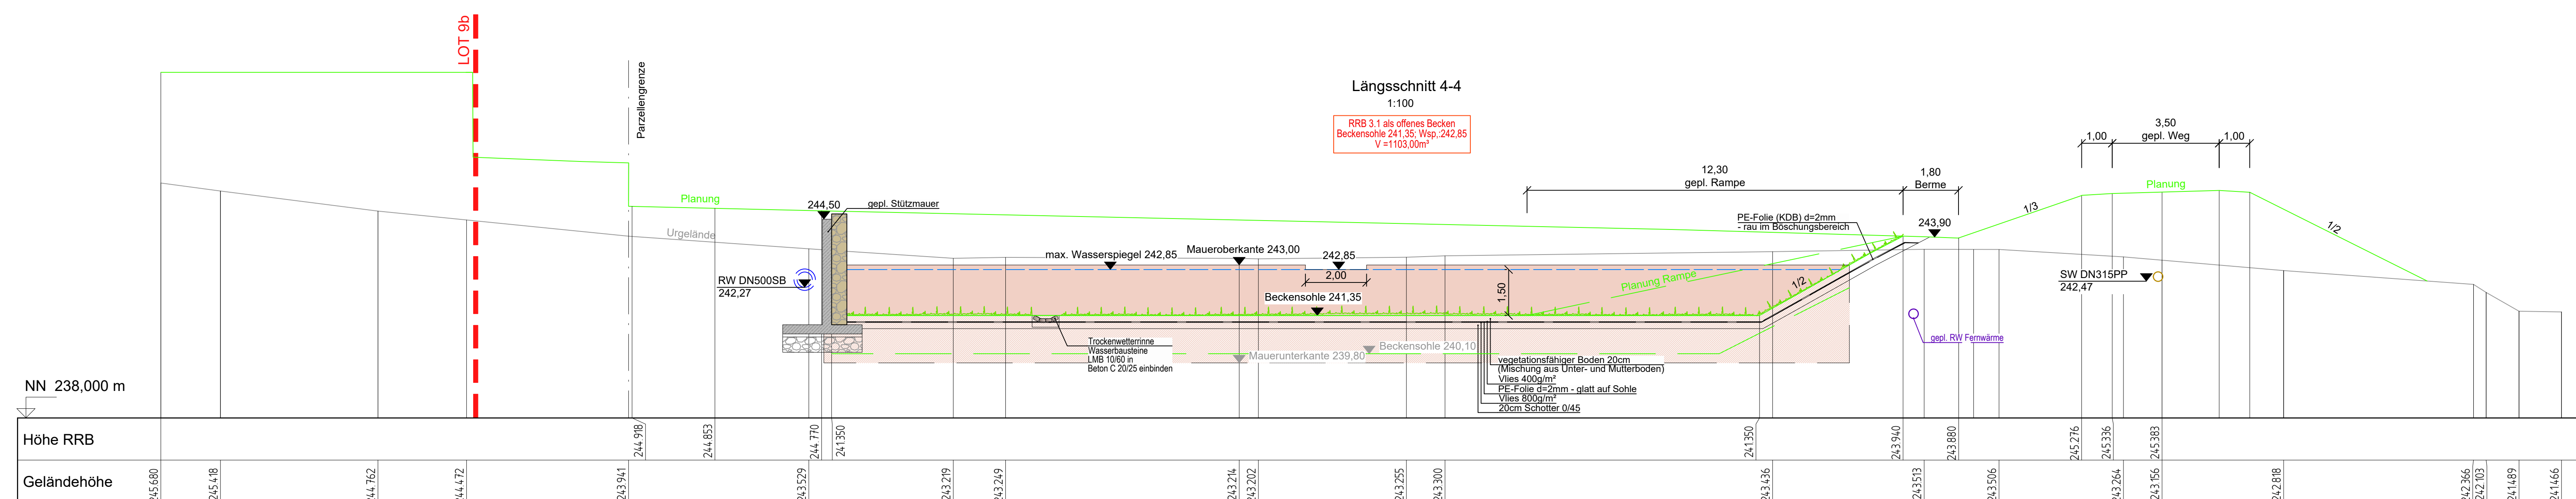 LOT 9b
Parzellengrenze
Längsschnitt 4-4
1:100
RRB 3.1 als offenes Becken
Beckensohle 241,35; Wsp,:242,85
V =1103,00m³
3,50
1,00
gepl. Weg
1,00
12,30
gepl. Rampe
1,80
Berme
Planung
Planung
1/3
1/2
244,50
gepl. Stützmauer
Urgelände
PE-Folie (KDB) d=2mm
- rau im Böschungsbereich
243,90
max. Wasserspiegel 242,85
Maueroberkante 243,00
242,85
2,00
1,50
Planung Rampe
1/2
RW DN500SB
242,27
SW DN315PP
242,47
Beckensohle 241,35
gepl. RW Fernwärme
Trockenwetterrinne
Wasserbausteine
LMB 10/60 in
Beton C 20/25 einbinden
Mauerunterkante 239,80
Beckensohle 240,10
vegetationsfähiger Boden 20cm
(Mischung aus Unter- und Mutterboden)
Vlies 400g/m²
PE-Folie d=2mm - glatt auf Sohle
Vlies 800g/m²
20cm Schotter 0/45
NN 238,000 m
Höhe RRB
244.918
244.853
244.770
241.350
241.350
243.940
243.880
245.276
245.336
245.383
Geländehöhe
245.680
245.418
244.762
244.472
243.941
243.529
243.219
243.249
243.214
243.202
243.255
243.300
243.436
243.513
243.506
243.264
243.156
242.818
242.366
242.103
241.489
241.466